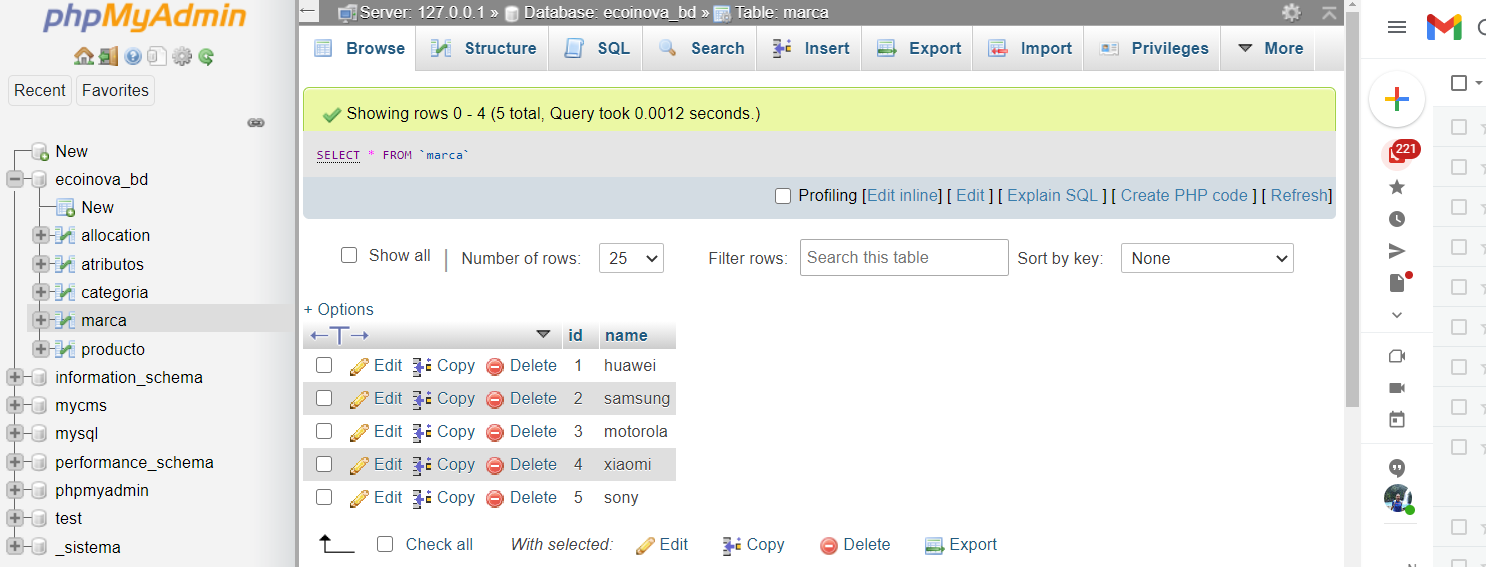 phpMyAdmin
Recent Favorites
New
ecoinova_bd
New
allocation
atributos
categoria
marca
producto
information_schema
mycms
mysql
performance_schema
phpmyadmin
test
_sistema
Server: 127.0.0.1 » Database: ecoinova_bd » Table: marca
Browse Structure SQL Search Insert Export Import Privileges More
Showing rows 0 - 4 (5 total, Query took 0.0012 seconds.)
SELECT * FROM `marca`
Profiling [Edit inline] [ Edit ] [ Explain SQL ] [ Create PHP code ] [ Refresh]
Show all | Number of rows: 25 Filter rows: Search this table Sort by key: None
+ Options
←T→ id name
Edit Copy Delete 1 huawei
Edit Copy Delete 2 samsung
Edit Copy Delete 3 motorola
Edit Copy Delete 4 xiaomi
Edit Copy Delete 5 sony
Check all With selected: Edit Copy Delete Export
221